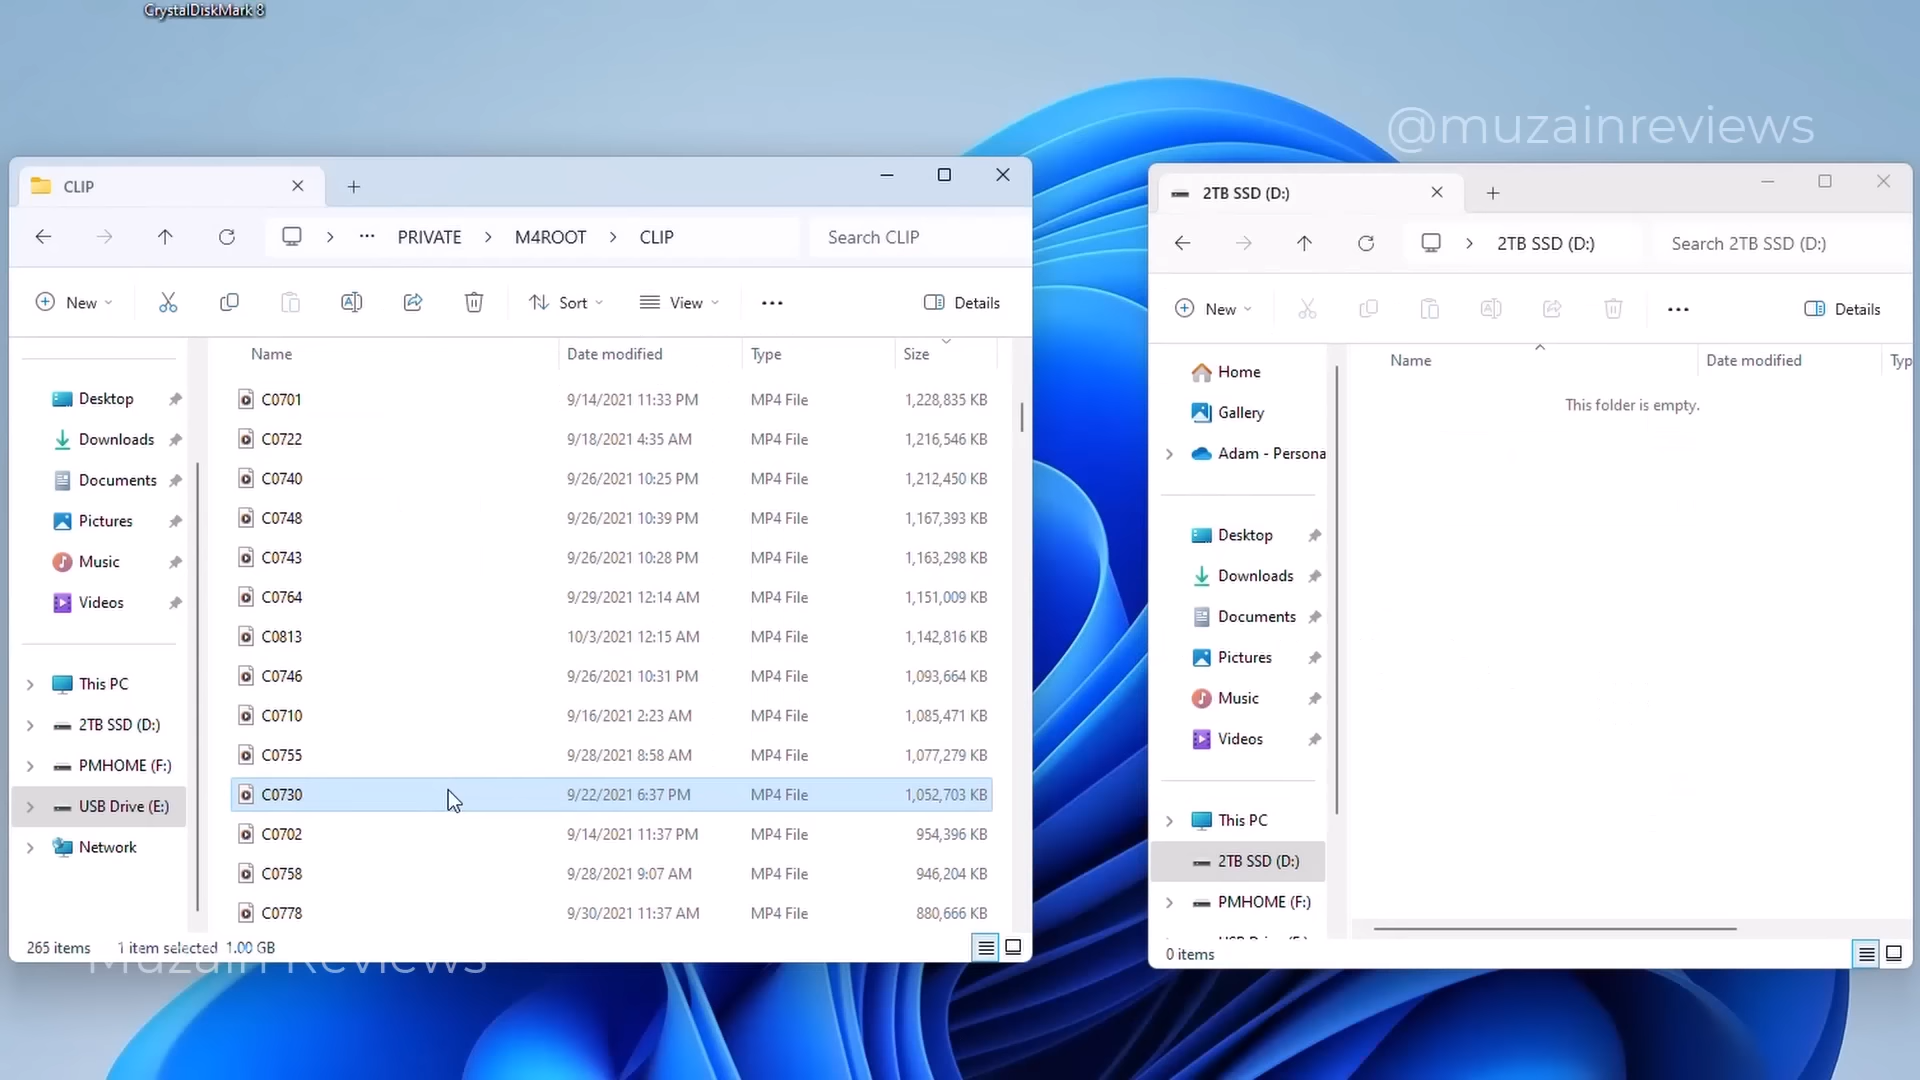 CrystalDiskMark 8
@muzainreviews
CLIP
PRIVATE
M4ROOT
CLIP
Search CLIP
New
Sort
View
Details
Name
Date modified
Type
Size
Desktop
Downloads
Documents
Pictures
Music
Videos
This PC
2TB SSD (D:)
PMHOME (F:)
USB Drive (E:)
Network
C0701 9/14/2021 11:33 PM MP4 File 1,228,835 KB
C0722 9/18/2021 4:35 AM MP4 File 1,216,546 KB
C0740 9/26/2021 10:25 PM MP4 File 1,212,450 KB
C0748 9/26/2021 10:39 PM MP4 File 1,167,393 KB
C0743 9/26/2021 10:28 PM MP4 File 1,163,298 KB
C0764 9/29/2021 12:14 AM MP4 File 1,151,009 KB
C0813 10/3/2021 12:15 AM MP4 File 1,142,816 KB
C0746 9/26/2021 10:31 PM MP4 File 1,093,664 KB
C0710 9/16/2021 2:23 AM MP4 File 1,085,471 KB
C0755 9/28/2021 8:58 AM MP4 File 1,077,279 KB
C0730 9/22/2021 6:37 PM MP4 File 1,052,703 KB
C0702 9/14/2021 11:37 PM MP4 File 954,396 KB
C0758 9/28/2021 9:07 AM MP4 File 946,204 KB
C0778 9/30/2021 11:37 AM MP4 File 880,666 KB
265 items 1 item selected 1.00 GB
Muzain Reviews
2TB SSD (D:)
2TB SSD (D:)
Search 2TB SSD (D:)
New
Details
Name
Date modified
Typ
This folder is empty.
Home
Gallery
Adam - Persona
Desktop
Downloads
Documents
Pictures
Music
Videos
This PC
2TB SSD (D:)
PMHOME (F:)
USB Drive (E:)
0 items